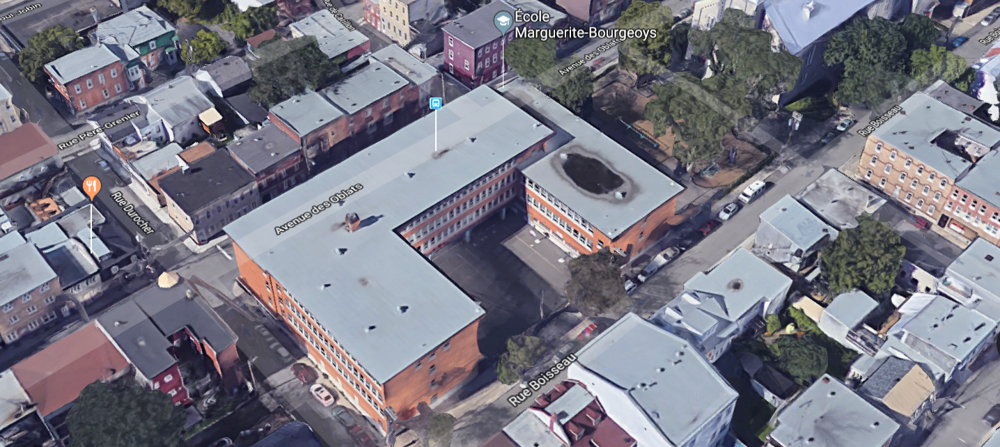 École
Marguerite-Bourgeoys
Avenue des Oblats
Rue Boisseau
Rue Père-Grenier
Rue Durocher
Avenue des Oblats
Rue Boisseau